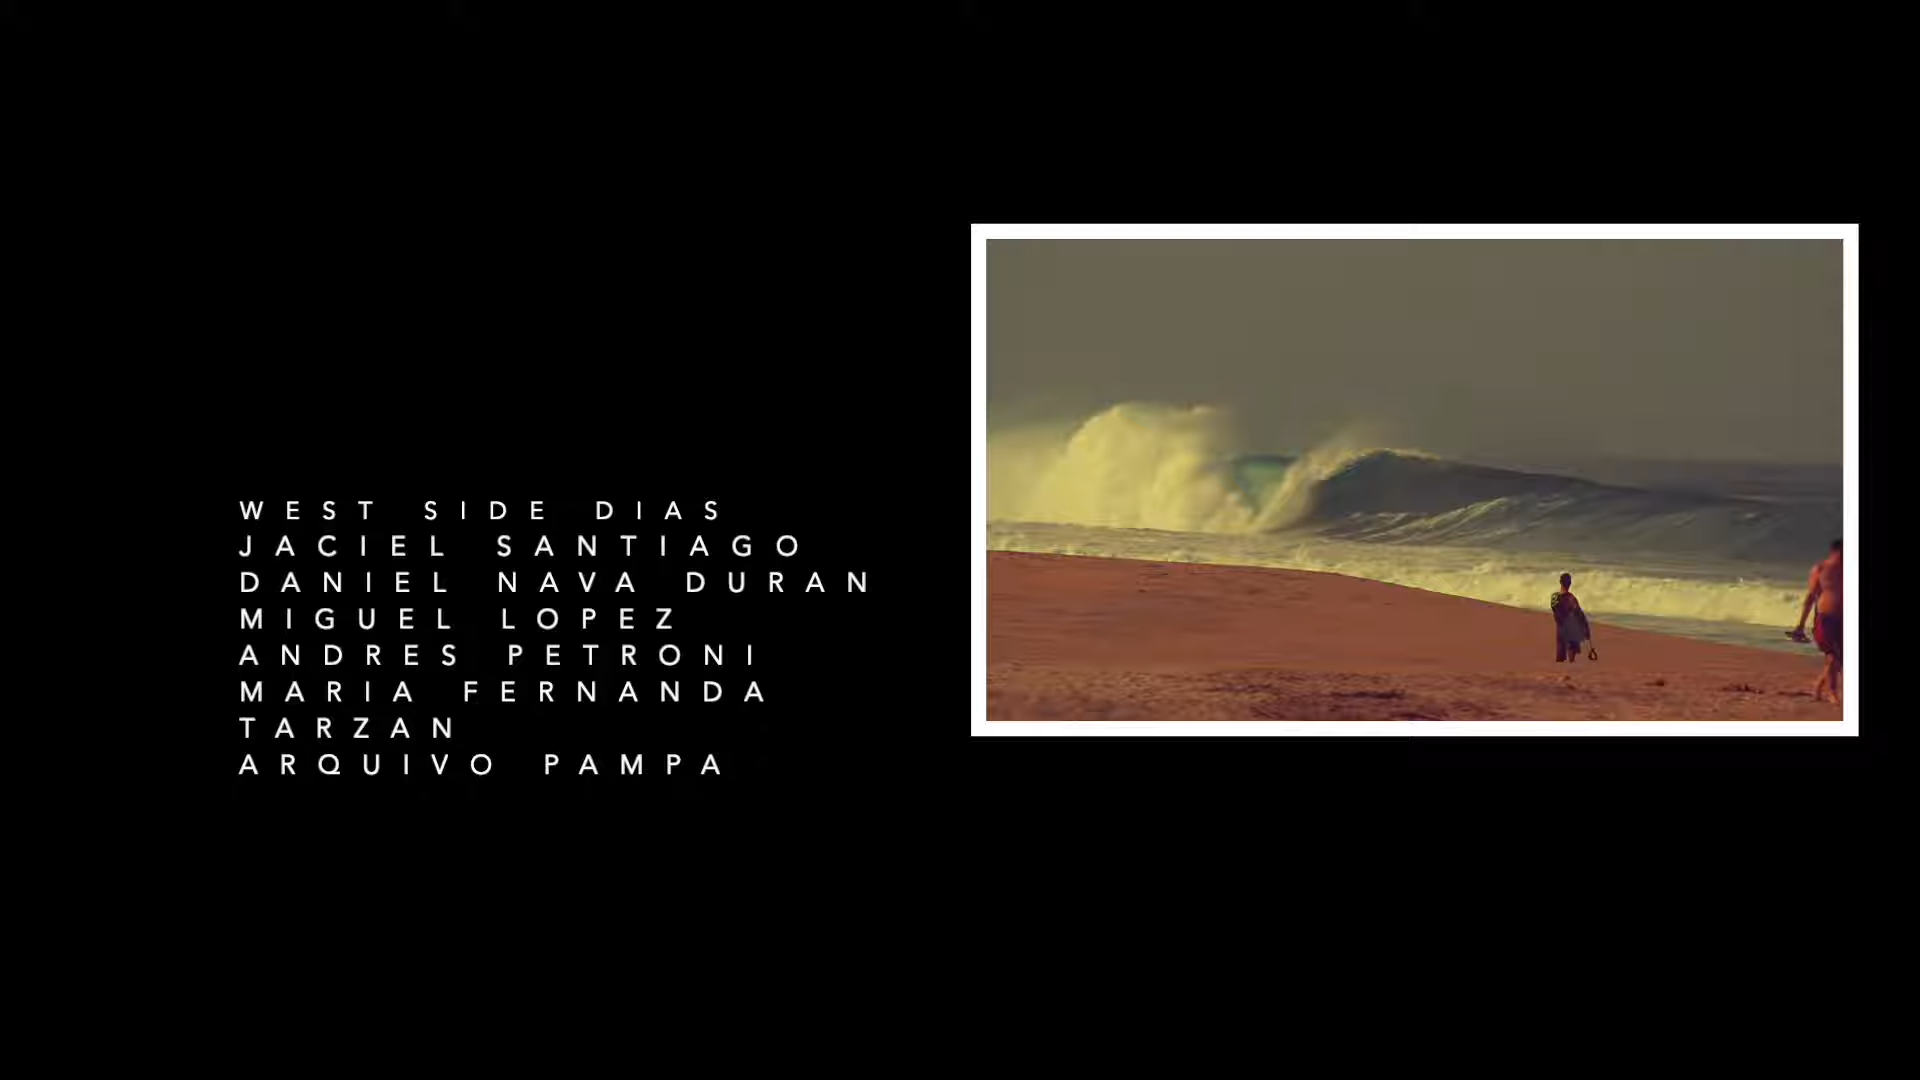 WEST SIDE DIAS
JACIEL SANTIAGO
DANIEL NAVA DURAN
MIGUEL LOPEZ
ANDRES PETRONI
MARIA FERNANDA
TARZAN
ARQUIVO PAMPA